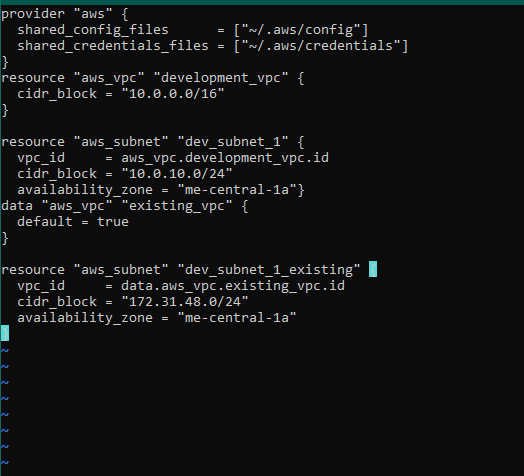 provider "aws" {
  shared_config_files      = ["~/.aws/config"]
  shared_credentials_files = ["~/.aws/credentials"]
}
resource "aws_vpc" "development_vpc" {
  cidr_block = "10.0.0.0/16"
}

resource "aws_subnet" "dev_subnet_1" {
  vpc_id     = aws_vpc.development_vpc.id
  cidr_block = "10.0.10.0/24"
  availability_zone = "me-central-1a"}
data "aws_vpc" "existing_vpc" {
  default = true
}

resource "aws_subnet" "dev_subnet_1_existing" {
  vpc_id     = data.aws_vpc.existing_vpc.id
  cidr_block = "172.31.48.0/24"
  availability_zone = "me-central-1a"
}
~
~
~
~
~
~
~
~